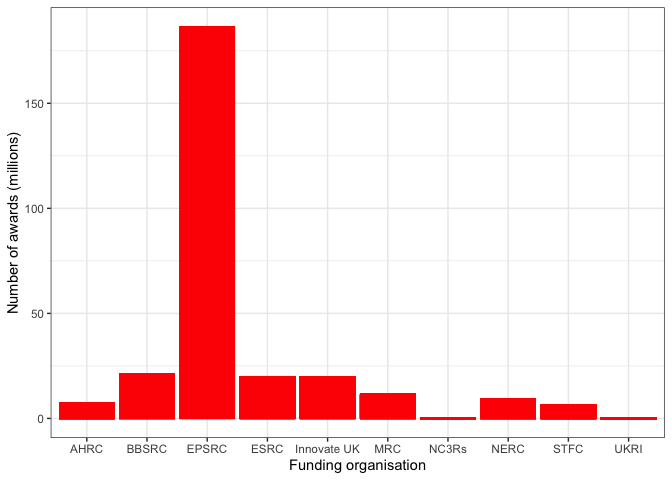 Number of awards (millions)
150
100
50
0
AHRC BBSRC EPSRC ESRC Innovate UK MRC NC3Rs NERC STFC UKRI
Funding organisation